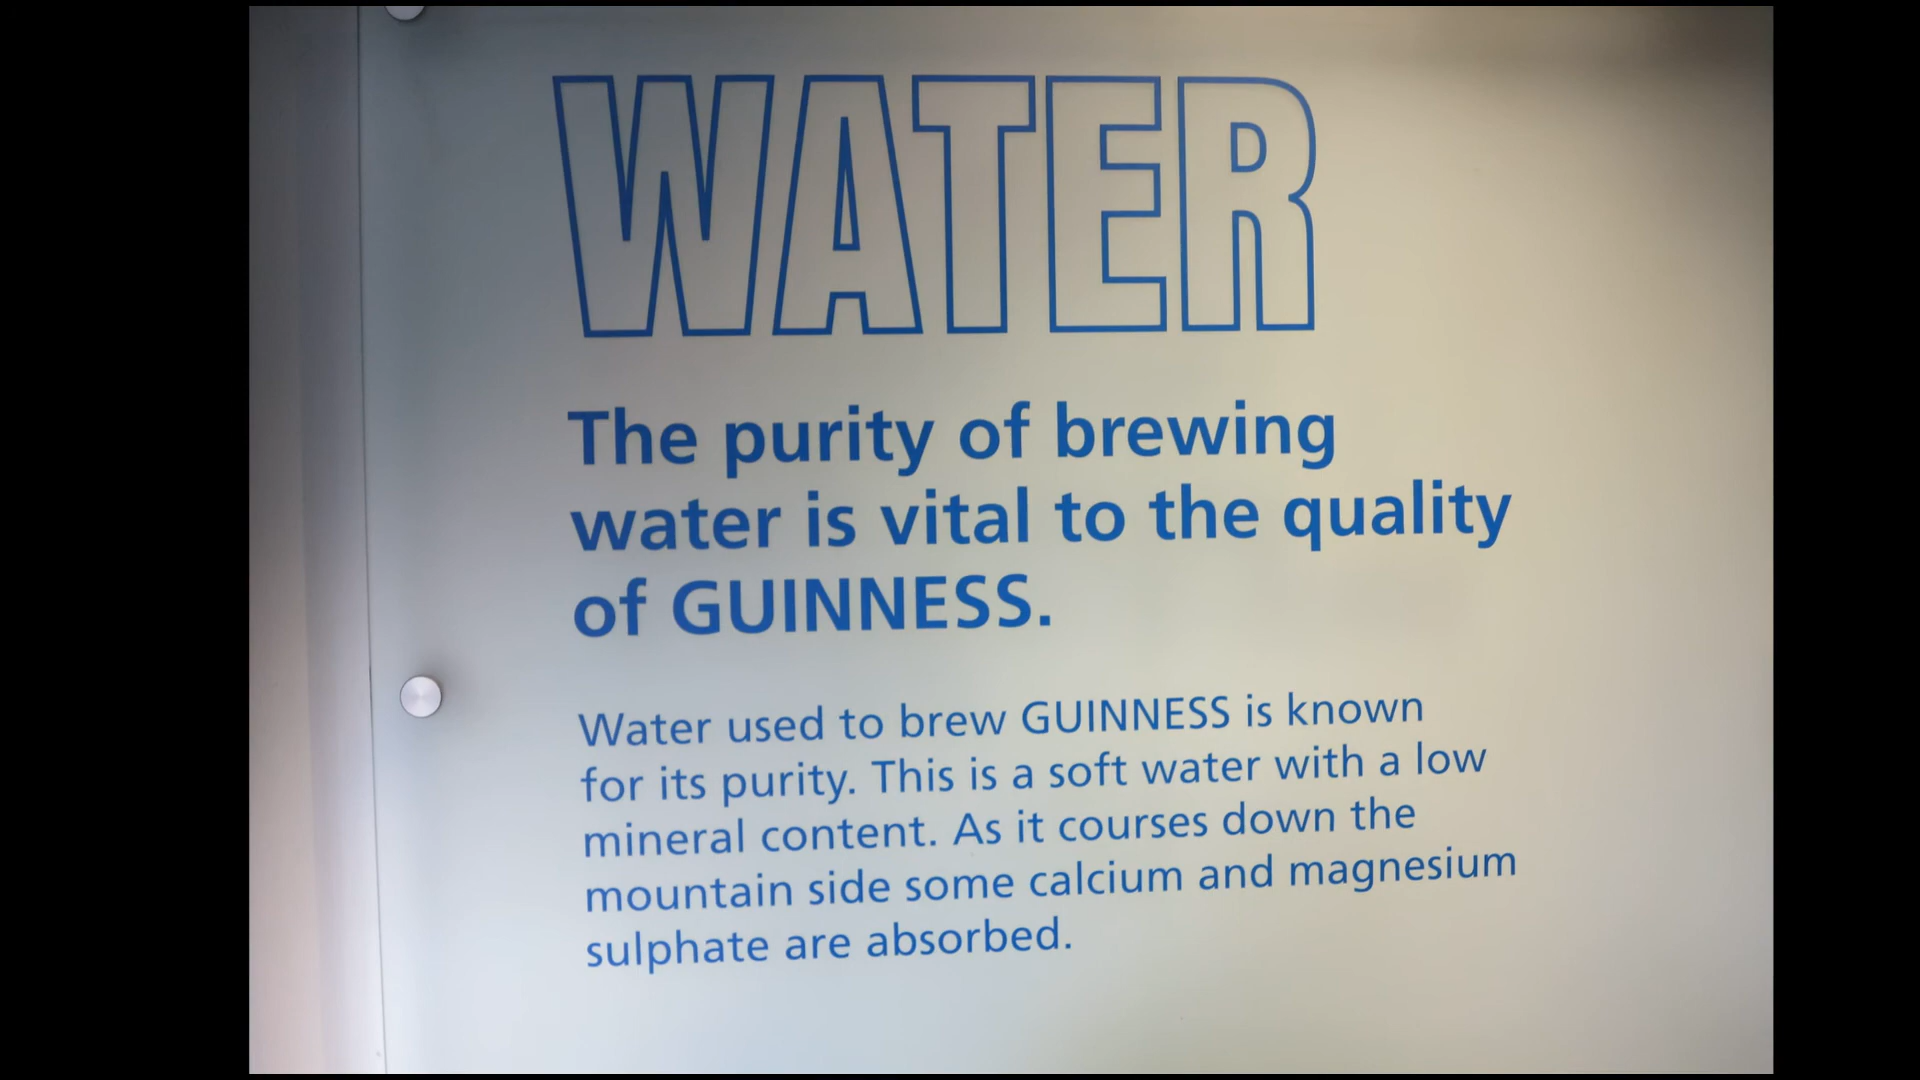 WATER
The purity of brewing
water is vital to the quality
of GUINNESS.
Water used to brew GUINNESS is known
for its purity. This is a soft water with a low
mineral content. As it courses down the
mountain side some calcium and magnesium
sulphate are absorbed.